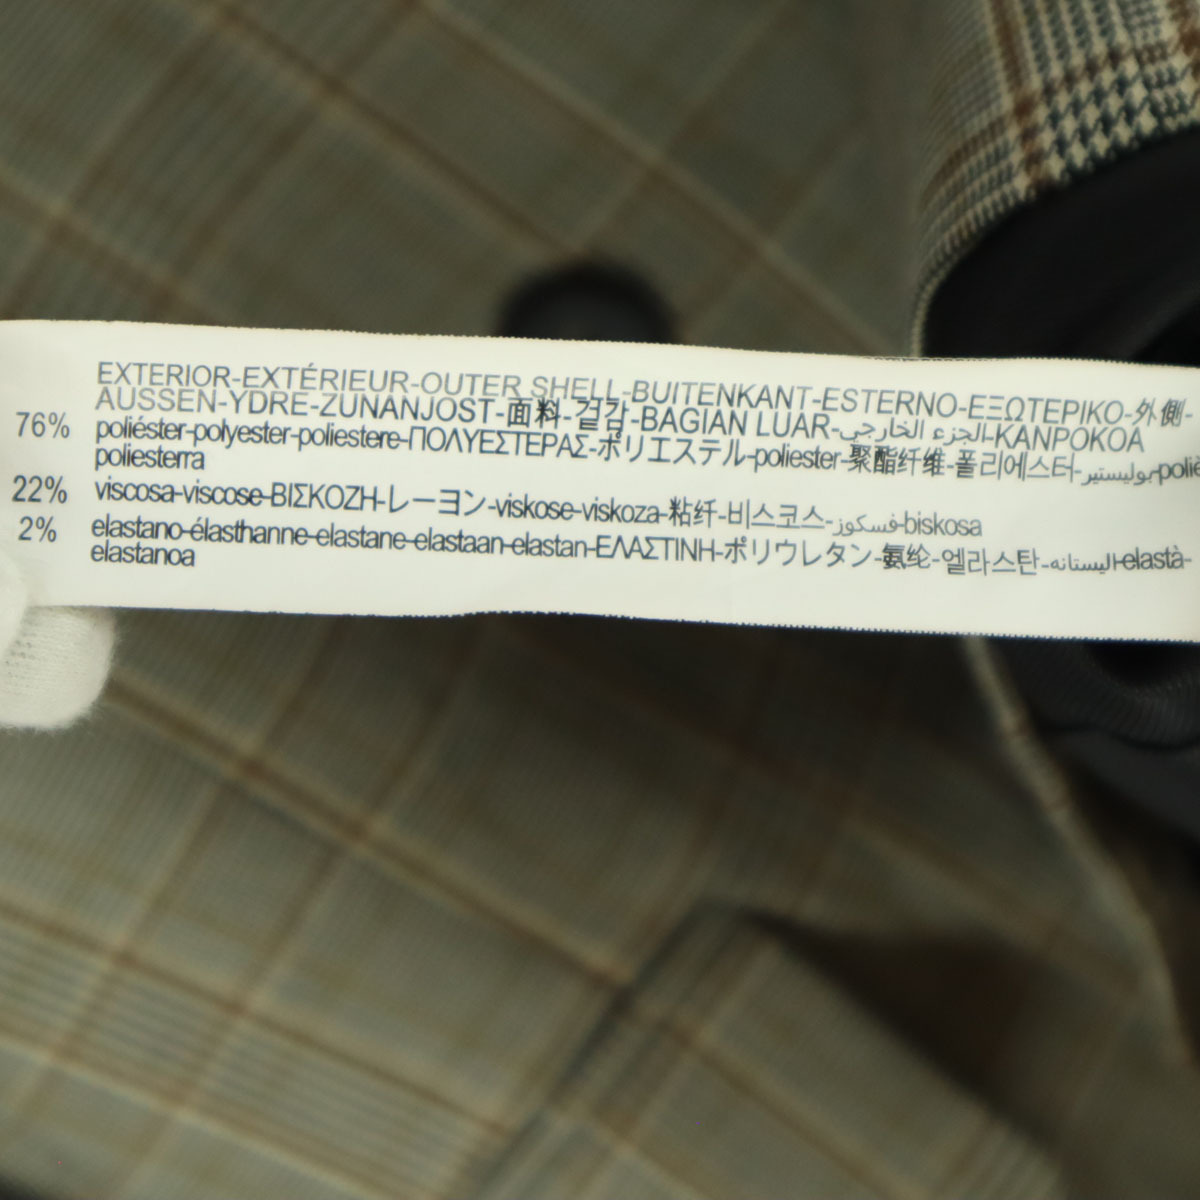 EXTERIOR-EXTÉRIEUR-OUTER SHELL-BUITENKANT-ESTERNO-ΕΞΩΤΕΡΙΚΟ-外側-
AUSSEN-YDRE-ZUNANJOST-面料-겉감-BAGIAN LUAR-الجزء الخارجي-KANPOKOA
76% poliéster-polyester-poliestere-ΠΟΛΥΕΣΤΕΡΑΣ-ポリエステル-poliester-聚酯纤维-폴리에스터-بوليستير-poliè
poliesterra
22% viscosa-viscose-ΒΙΣΚΟΖΗ-レーヨン-viskose-viskoza-粘纤-비스코스-فسكوز-biskosa
2% elastano-élasthanne-elastane-elastaan-elastan-ΕΛΑΣΤΙΝΗ-ポリウレタン-氨纶-엘라스탄-اليستانه-elastà-
elastanoa